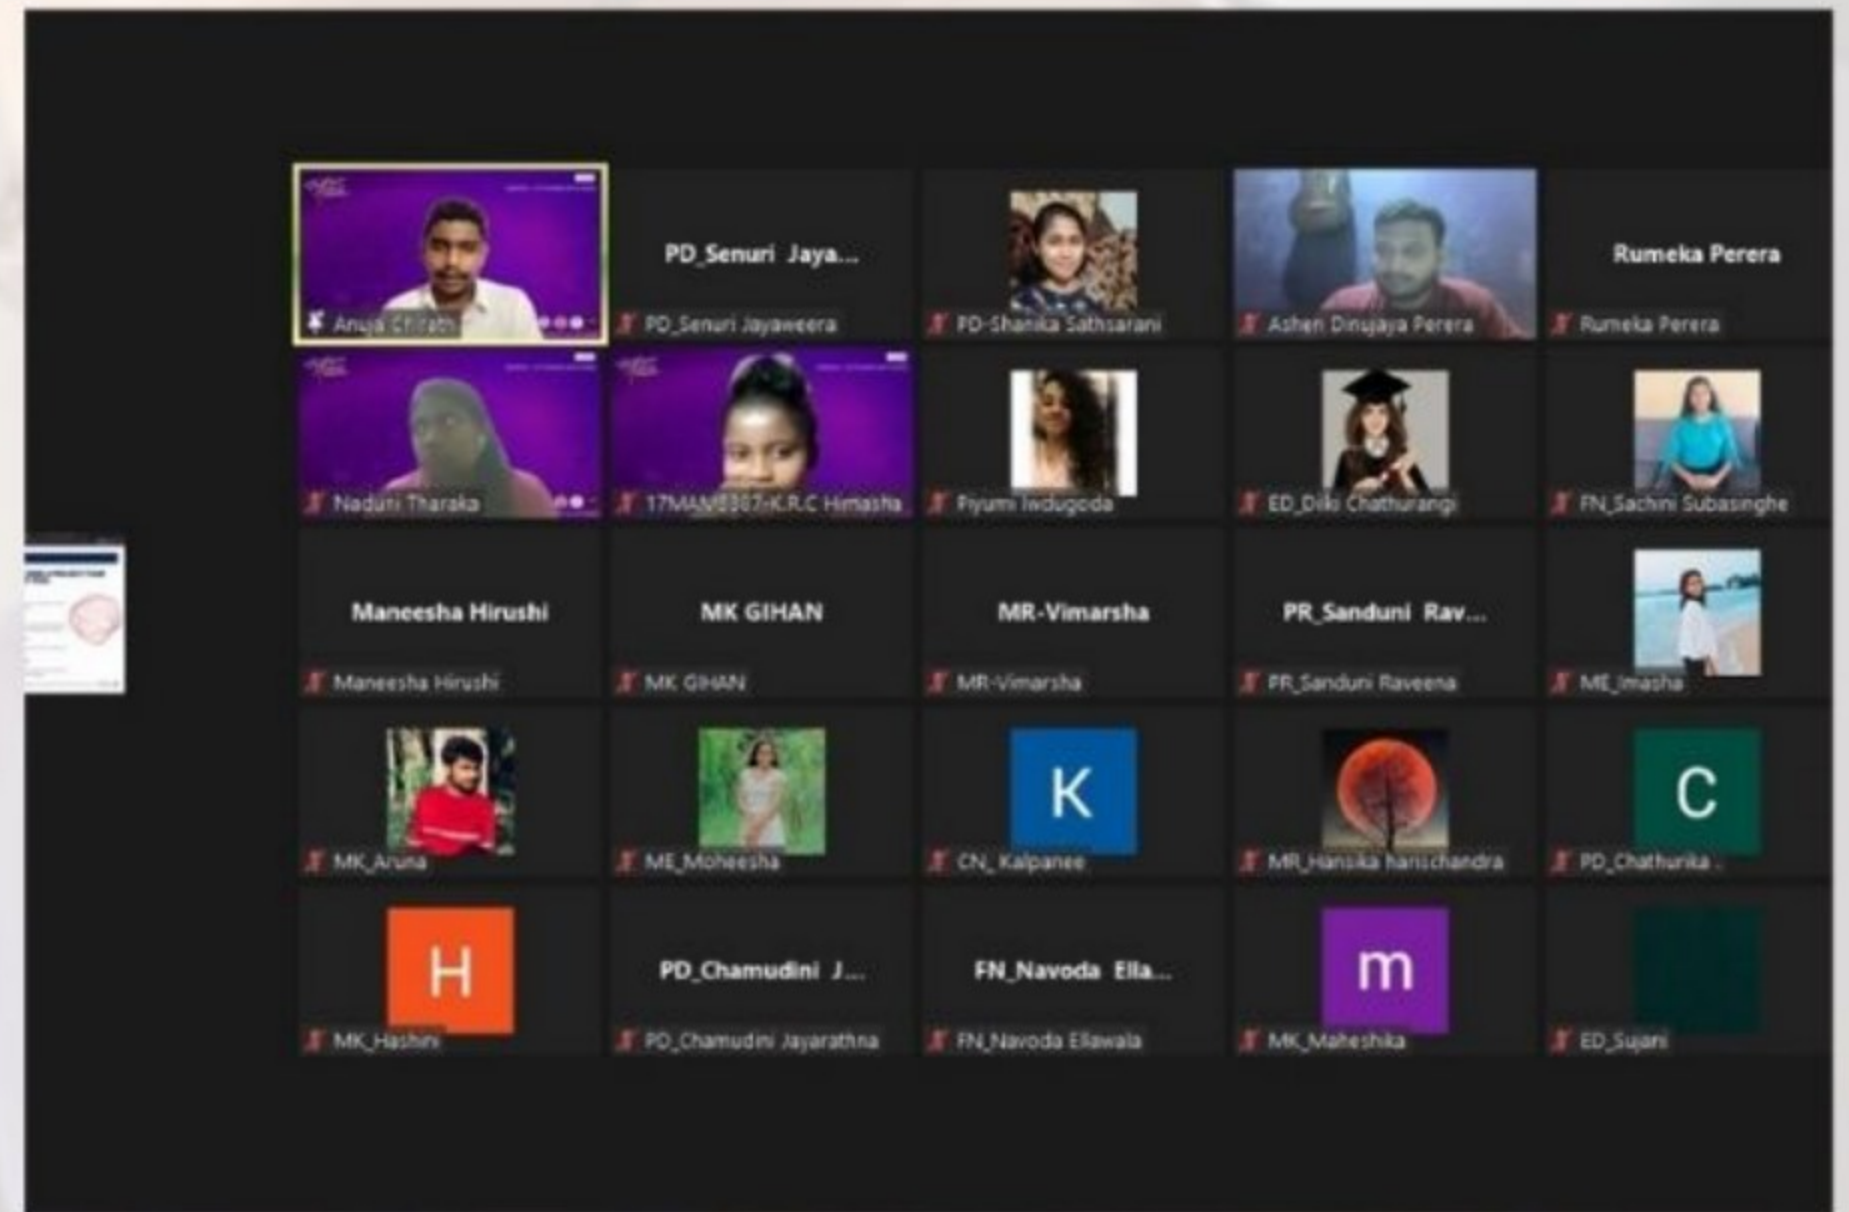 Anuja Chirath
PD_Senuri Jaya...
PD_Senuri Jayaweera
PD-Shanika Sathsarani
Ashen Dinujaya Perera
Rumeka Perera
Rumeka Perera
Naduni Tharaka
K.R.C Himasha
Piyumi
ED_Dilki Chathurangi
FN_Sachini Subasinghe
Maneesha Hirushi
Maneesha Hirushi
MK GIHAN
MK GIHAN
MR-Vimarsha
MR-Vimarsha
PR_Sanduni Rav...
PR_Sanduni Raveena
ME_Imasha
MK_Aruna
ME_Moheesha
K
CN_ Kalpanee
MR_Hansika harischandra
C
PD_Chathurika .
H
MK_Hashini
PD_Chamudini J...
PD_Chamudini Jayarathna
FN_Navoda Ella...
FN_Navoda Ellawala
m
MK_Maheshika
ED_Sujani